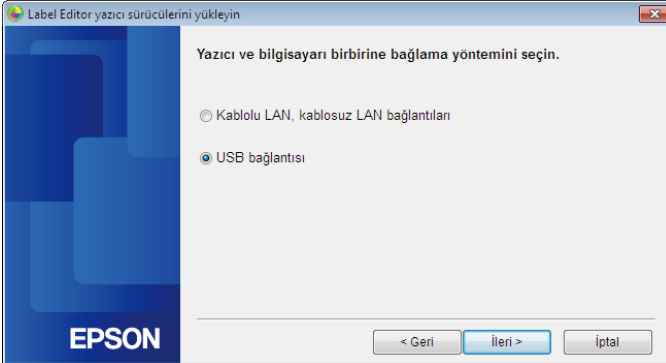 Label Editor yazıcı sürücülerini yükleyin
Yazıcı ve bilgisayarı birbirine bağlama yöntemini seçin.
Kablolu LAN, kablosuz LAN bağlantıları
USB bağlantısı
EPSON
< Geri
İleri >
İptal